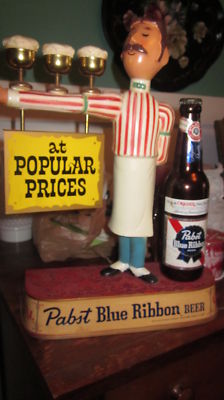 at
POPULAR
PRICES
Pabst
Blue Ribbon
Pabst Blue Ribbon BEER